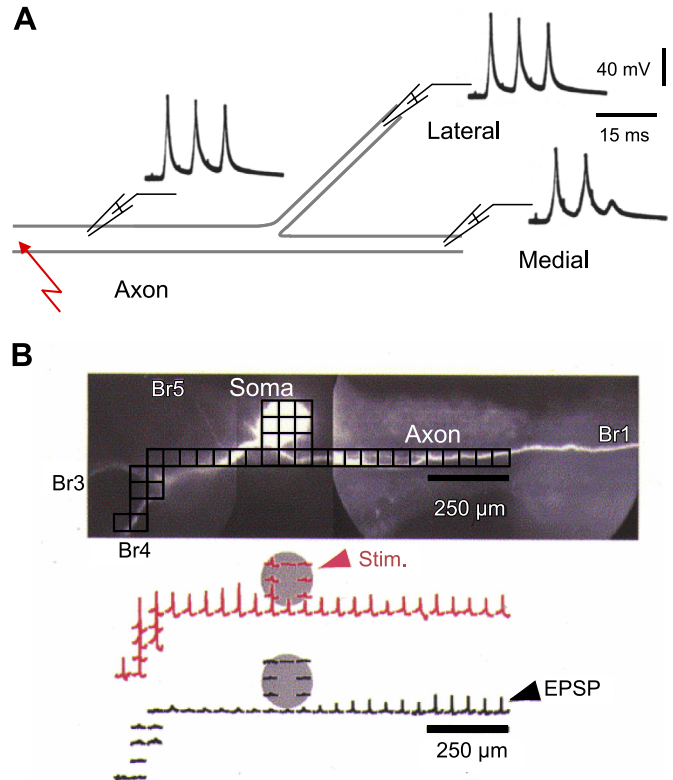 A
40 mV
15 ms
Lateral
Medial
Axon
B
Br5
Soma
Axon
Br1
Br3
250 µm
Br4
Stim.
EPSP
250 µm